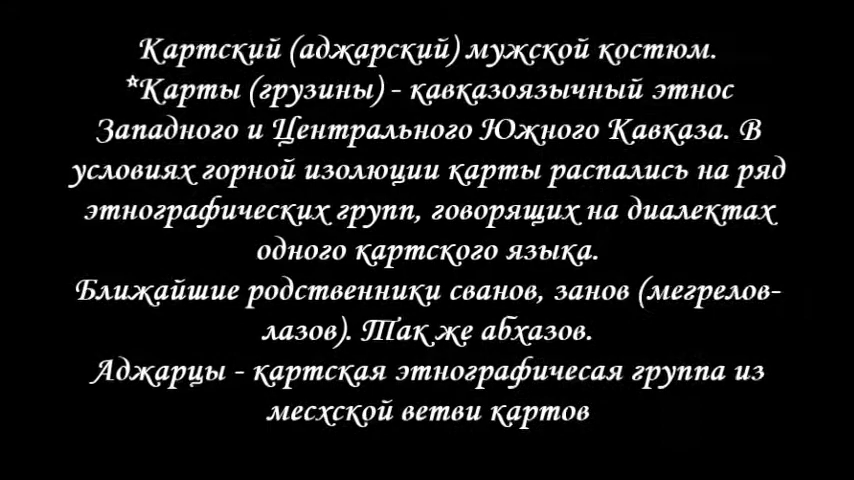 Картский (аджарский) мужской костюм.
*Карты (грузины) - кавказоязычный этнос
Западного и Центрального Южного Кавказа. В
условиях горной изолюции карты распались на ряд
этнографических групп, говорящих на диалектах
одного картского языка.
Ближайшие родственники сванов, занов (мегрелов-
лазов). Так же абхазов.
Аджарцы - картская этнографичесая группа из
месхской ветви картов